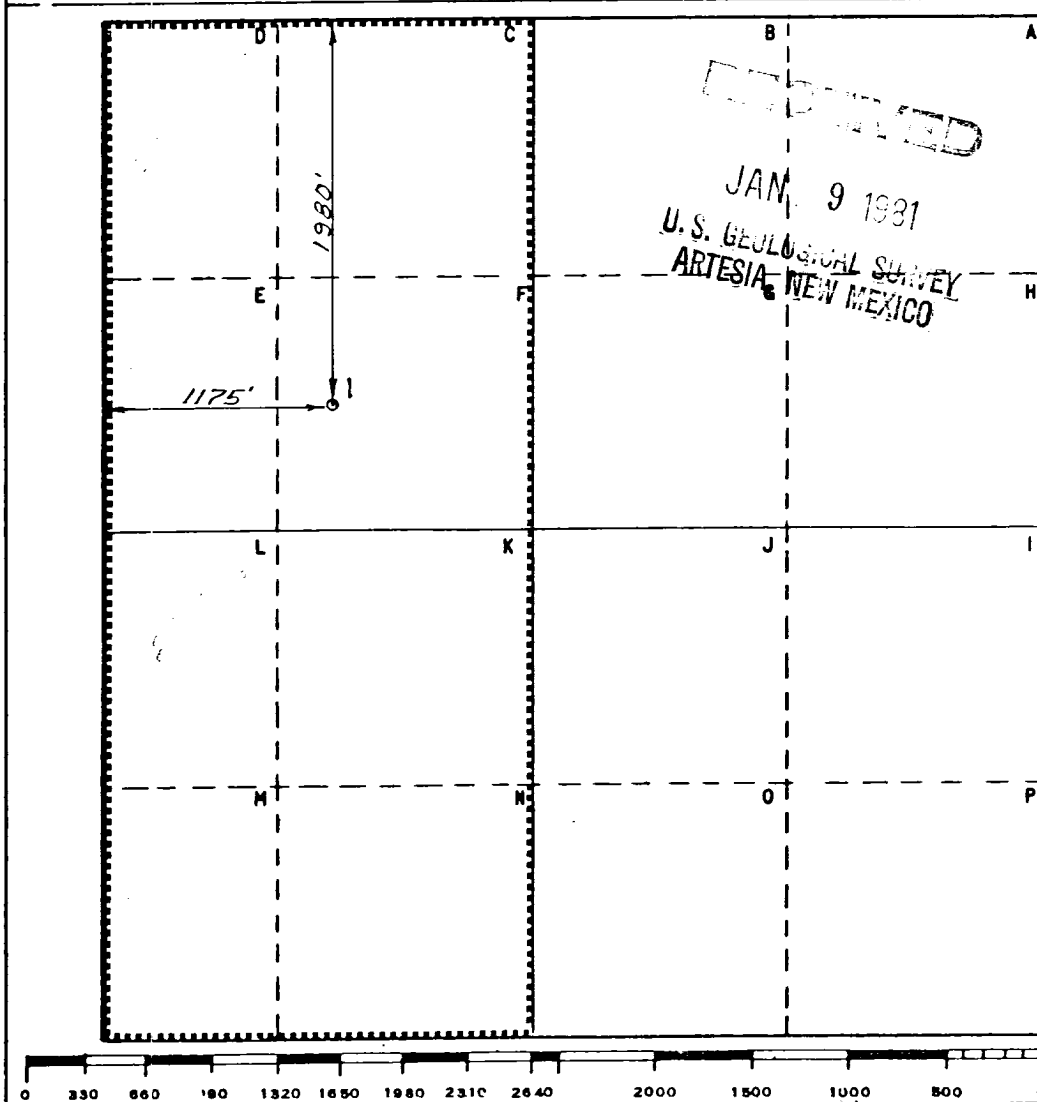 D C B A
1980'
JAN. 9 1981
U.S. GEOLOGICAL SURVEY
ARTESIA, NEW MEXICO
E F G H
1175' 1
L K J I
M N O P
0 330 660 1320 1650 1980 2310 2640 2000 1500 1000 500